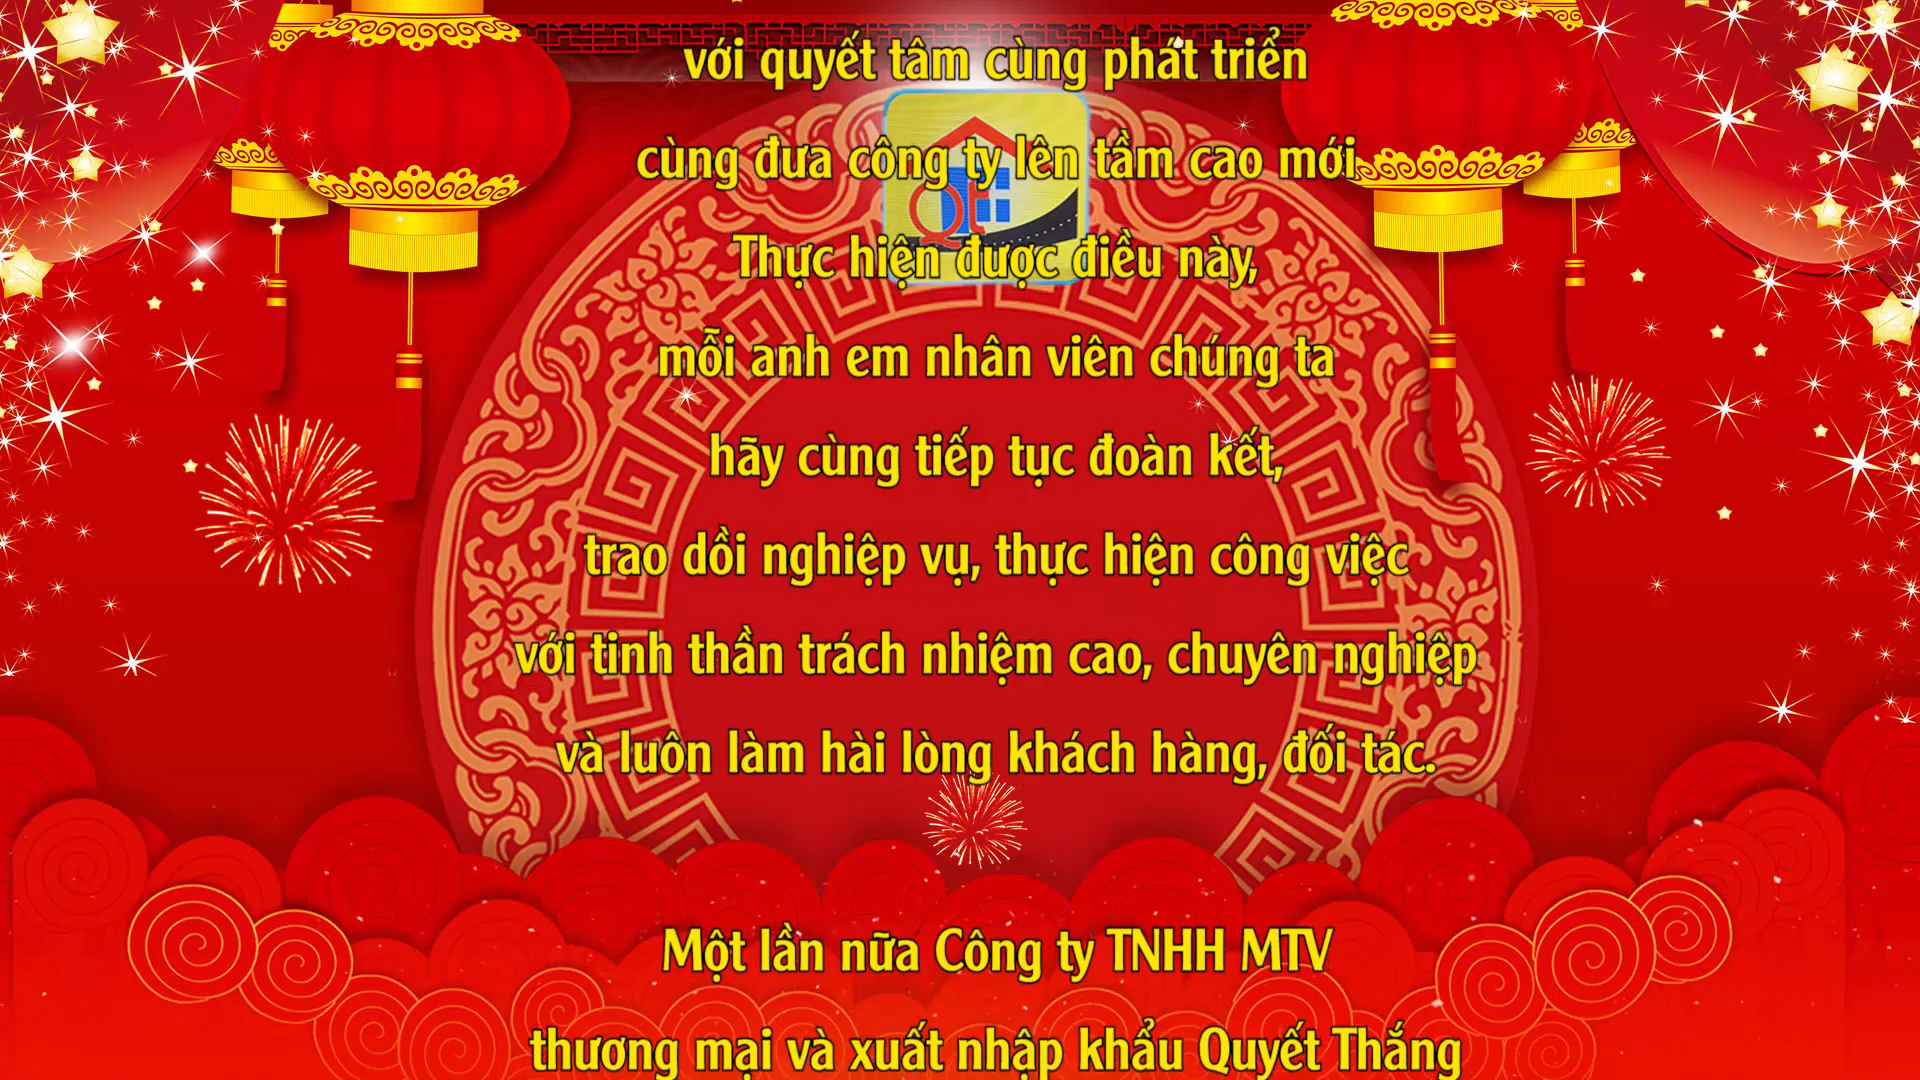 với quyết tâm cùng phát triển
cùng đưa công ty lên tầm cao mới
Qt
Thực hiện được điều này,
mỗi anh em nhân viên chúng ta
hãy cùng tiếp tục đoàn kết,
trao dồi nghiệp vụ, thực hiện công việc
với tinh thần trách nhiệm cao, chuyên nghiệp
và luôn làm hài lòng khách hàng, đối tác.
Một lần nữa Công ty TNHH MTV
thương mại và xuất nhập khẩu Quyết Thắng